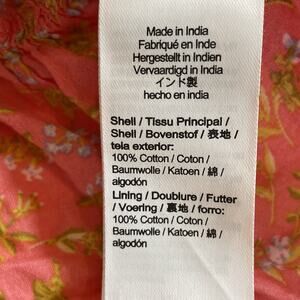 Made in India
Fabriqué en Inde
Hergestellt in Indien
Vervaardigd in India
インド製
hecho en india
Shell / Tissu Principal /
Shell / Bovenstof / 表地 /
tela exterior:
100% Cotton / Coton /
Baumwolle / Katoen / 綿 /
algodón
Lining / Doublure / Futter
/ Voering / 裏地 / forro:
100% Cotton / Coton /
Baumwolle / Katoen / 綿 /
algodón